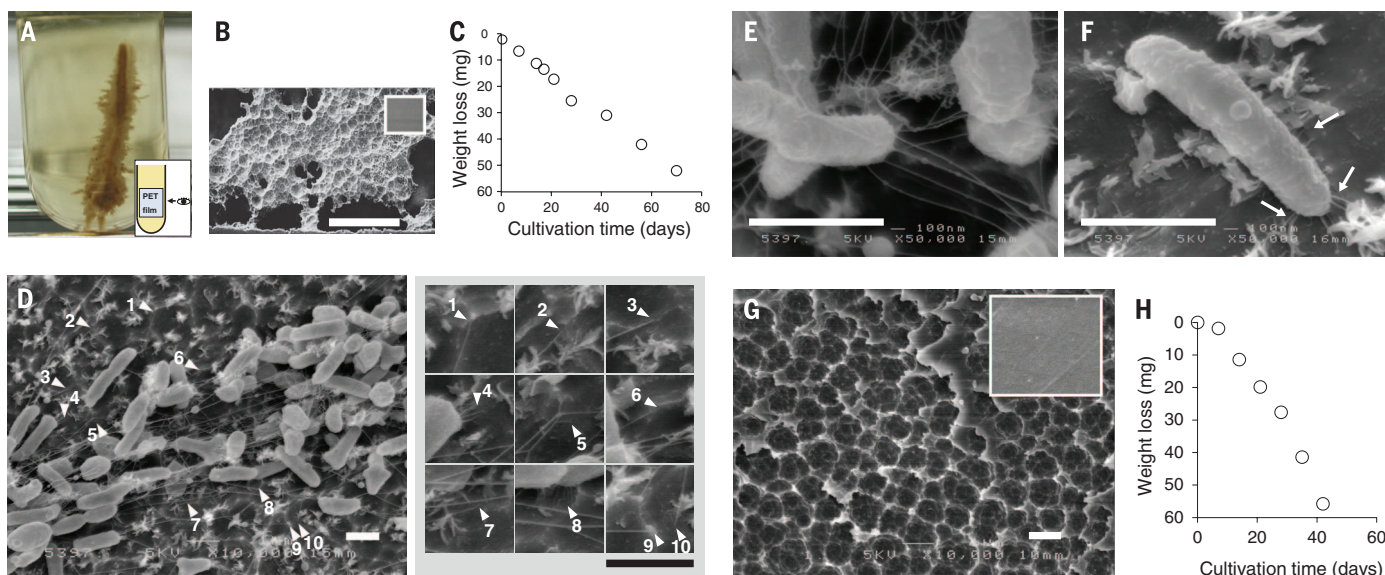 A
PET
film
B
C
Weight loss (mg)
0
10
20
30
40
50
60
0
20
40
60
80
Cultivation time (days)
D
1
2
3
4
5
6
7
8
9
10
5397
5KV
X10,000
15mm
1
2
3
4
5
6
7
8
9
10
E
100nm
5397 5KV X50,000 15mm
F
100nm
5397 5KV X50,000 16mm
G
5KV X10,000 10mm
H
Weight loss (mg)
0
10
20
30
40
50
60
0
20
40
60
Cultivation time (days)